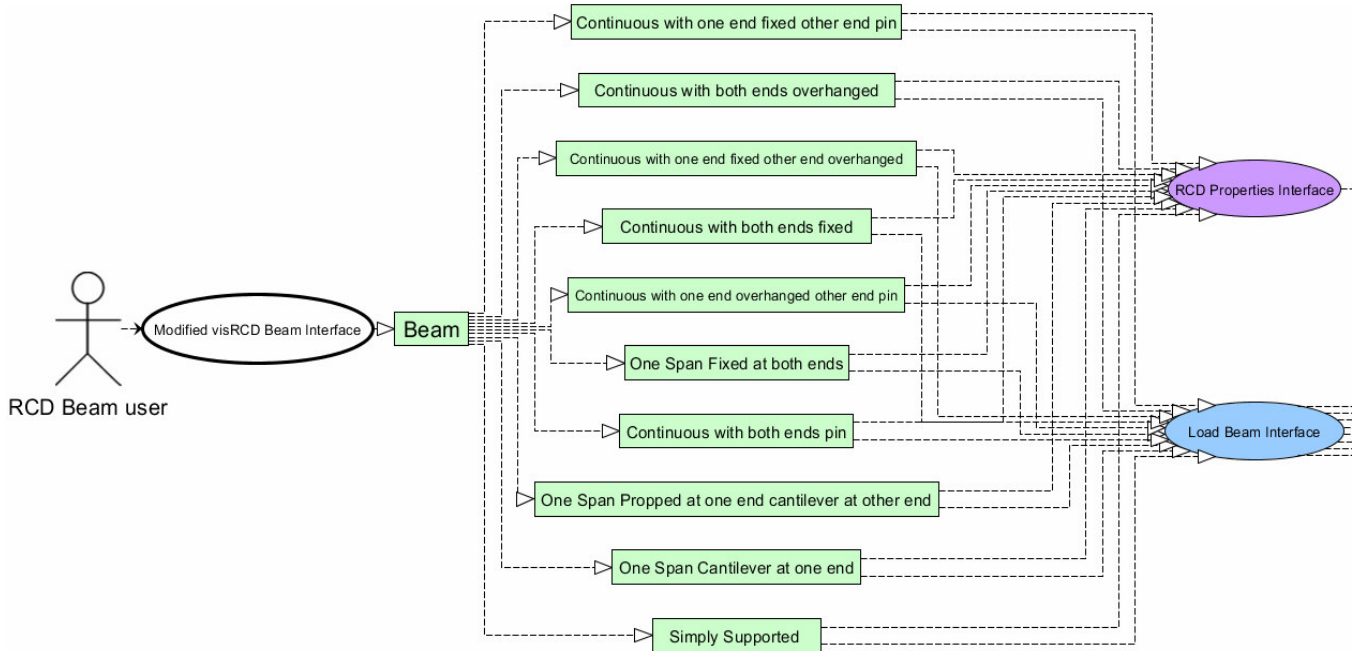 Continuous with one end fixed other end pin
Continuous with both ends overhanged
Continuous with one end fixed other end overhanged
RCD Properties Interface
Continuous with both ends fixed
Continuous with one end overhanged other end pin
Modified visRCD Beam Interface
Beam
One Span Fixed at both ends
RCD Beam user
Continuous with both ends pin
Load Beam Interface
One Span Propped at one end cantilever at other end
One Span Cantilever at one end
Simply Supported